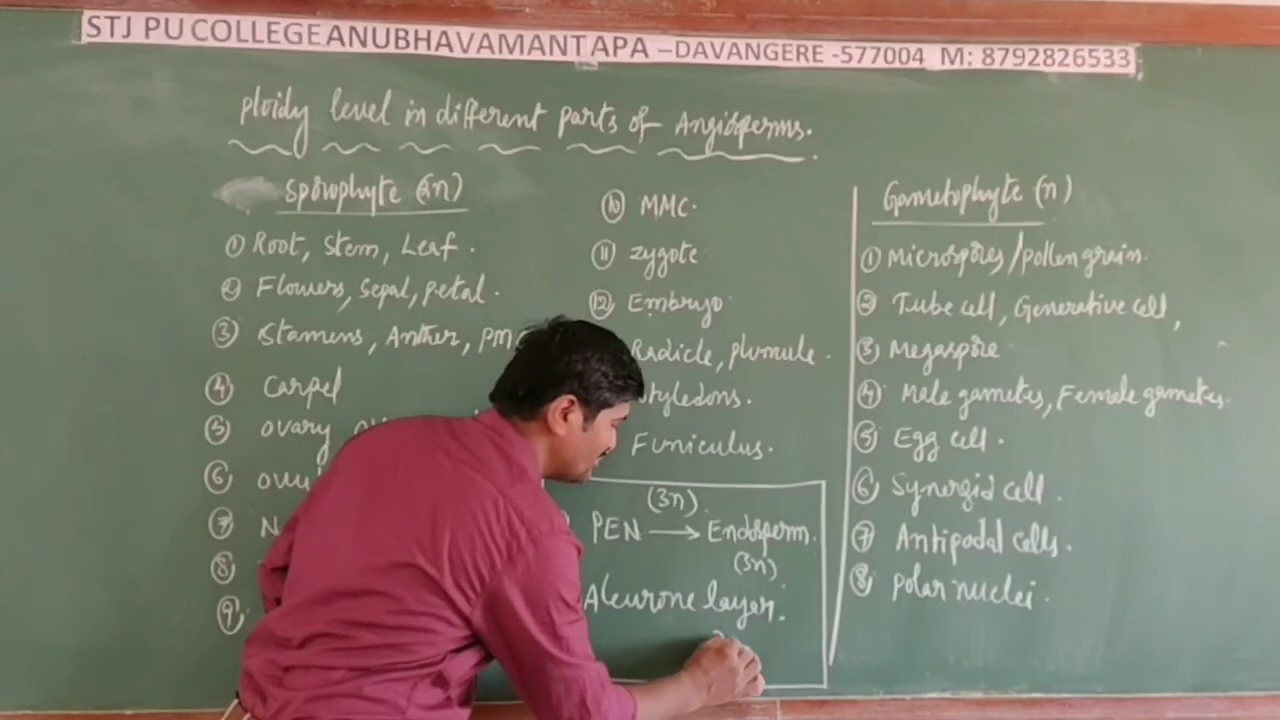 STJ PU COLLEGE ANUBHAVAMANTAPA – DAVANGERE -577004 M: 8792826533
ploidy level in different parts of Angiosperms.
Sporophyte (2n)
① Root, Stem, Leaf.
② Flowers, sepal, petal.
③ Stamens, Anther,
④ Carpel
⑤ ovary
⑥
⑦
⑧
⑨
⑩ MMC.
⑪ zygote
⑫ Embryo
Radicle, plumule.
Funiculus.
(3n)
PEN → Endosperm.
(3n)
Aleurone layer.
Gametophyte (n)
① Microspores / pollen grain.
② Tube cell, Generative cell,
③ Megaspore
④ Male gametes, Female gametes.
⑤ Egg cell.
⑥ Synergid cell.
⑦ Antipodal cells.
⑧ polar nuclei.